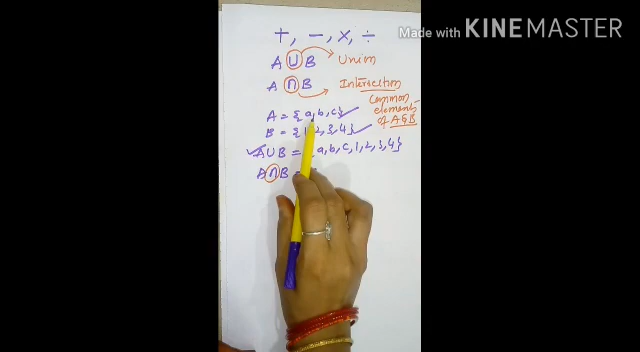 Made with KINEMASTER
+, −, ×, ÷
A ∪ B Union
A ∩ B Intersection
common elements of A & B
A = {a, b, c}
B = {1, 2, 3, 4}
A∪B = {a, b, c, 1, 2, 3, 4}
A∩B =